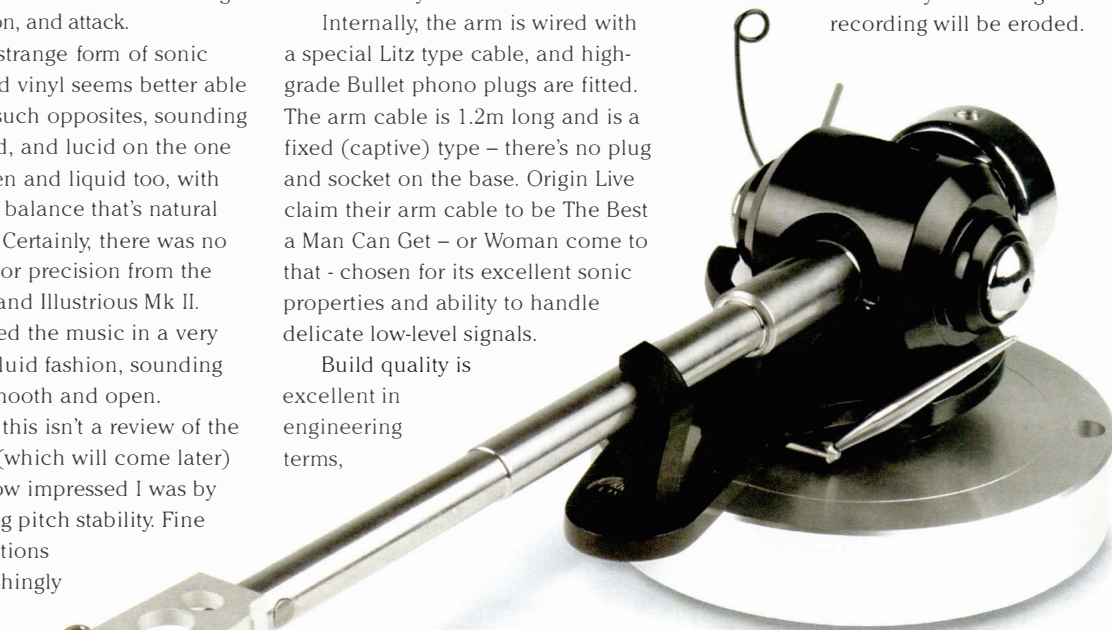 on, and attack.
strange form of sonic
d vinyl seems better able
such opposites, sounding
d, and lucid on the one
en and liquid too, with
balance that's natural
Certainly, there was no
or precision from the
and Illustrious Mk II.
ed the music in a very
luid fashion, sounding
mooth and open.
this isn't a review of the
(which will come later)
ow impressed I was by
g pitch stability. Fine
tions
hingly
Internally, the arm is wired with
a special Litz type cable, and high-
grade Bullet phono plugs are fitted.
The arm cable is 1.2m long and is a
fixed (captive) type – there's no plug
and socket on the base. Origin Live
claim their arm cable to be The Best
a Man Can Get – or Woman come to
that - chosen for its excellent sonic
properties and ability to handle
delicate low-level signals.
Build quality is
excellent in
engineering
terms,
recording will be eroded.